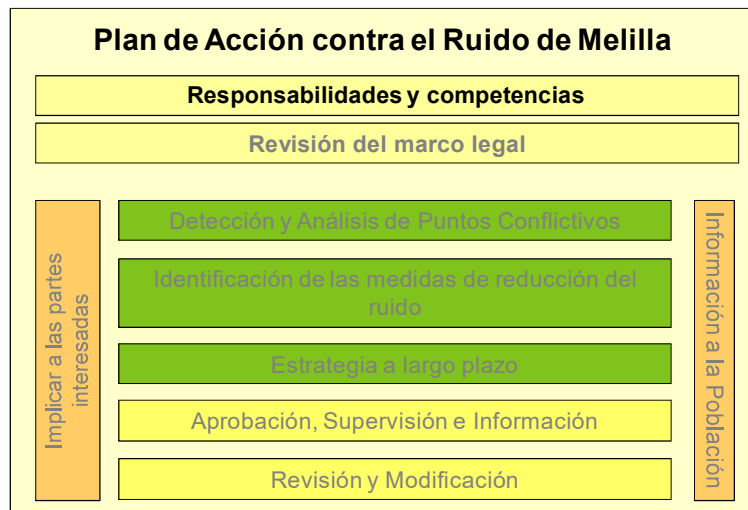 Plan de Acción contra el Ruido de Melilla
Responsabilidades y competencias
Revisión del marco legal
Implicar a las partes
interesadas
Detección y Análisis de Puntos Conflictivos
Identificación de las medidas de reducción del
ruido
Estrategia a largo plazo
Aprobación, Supervisión e Información
Revisión y Modificación
Información a la Población